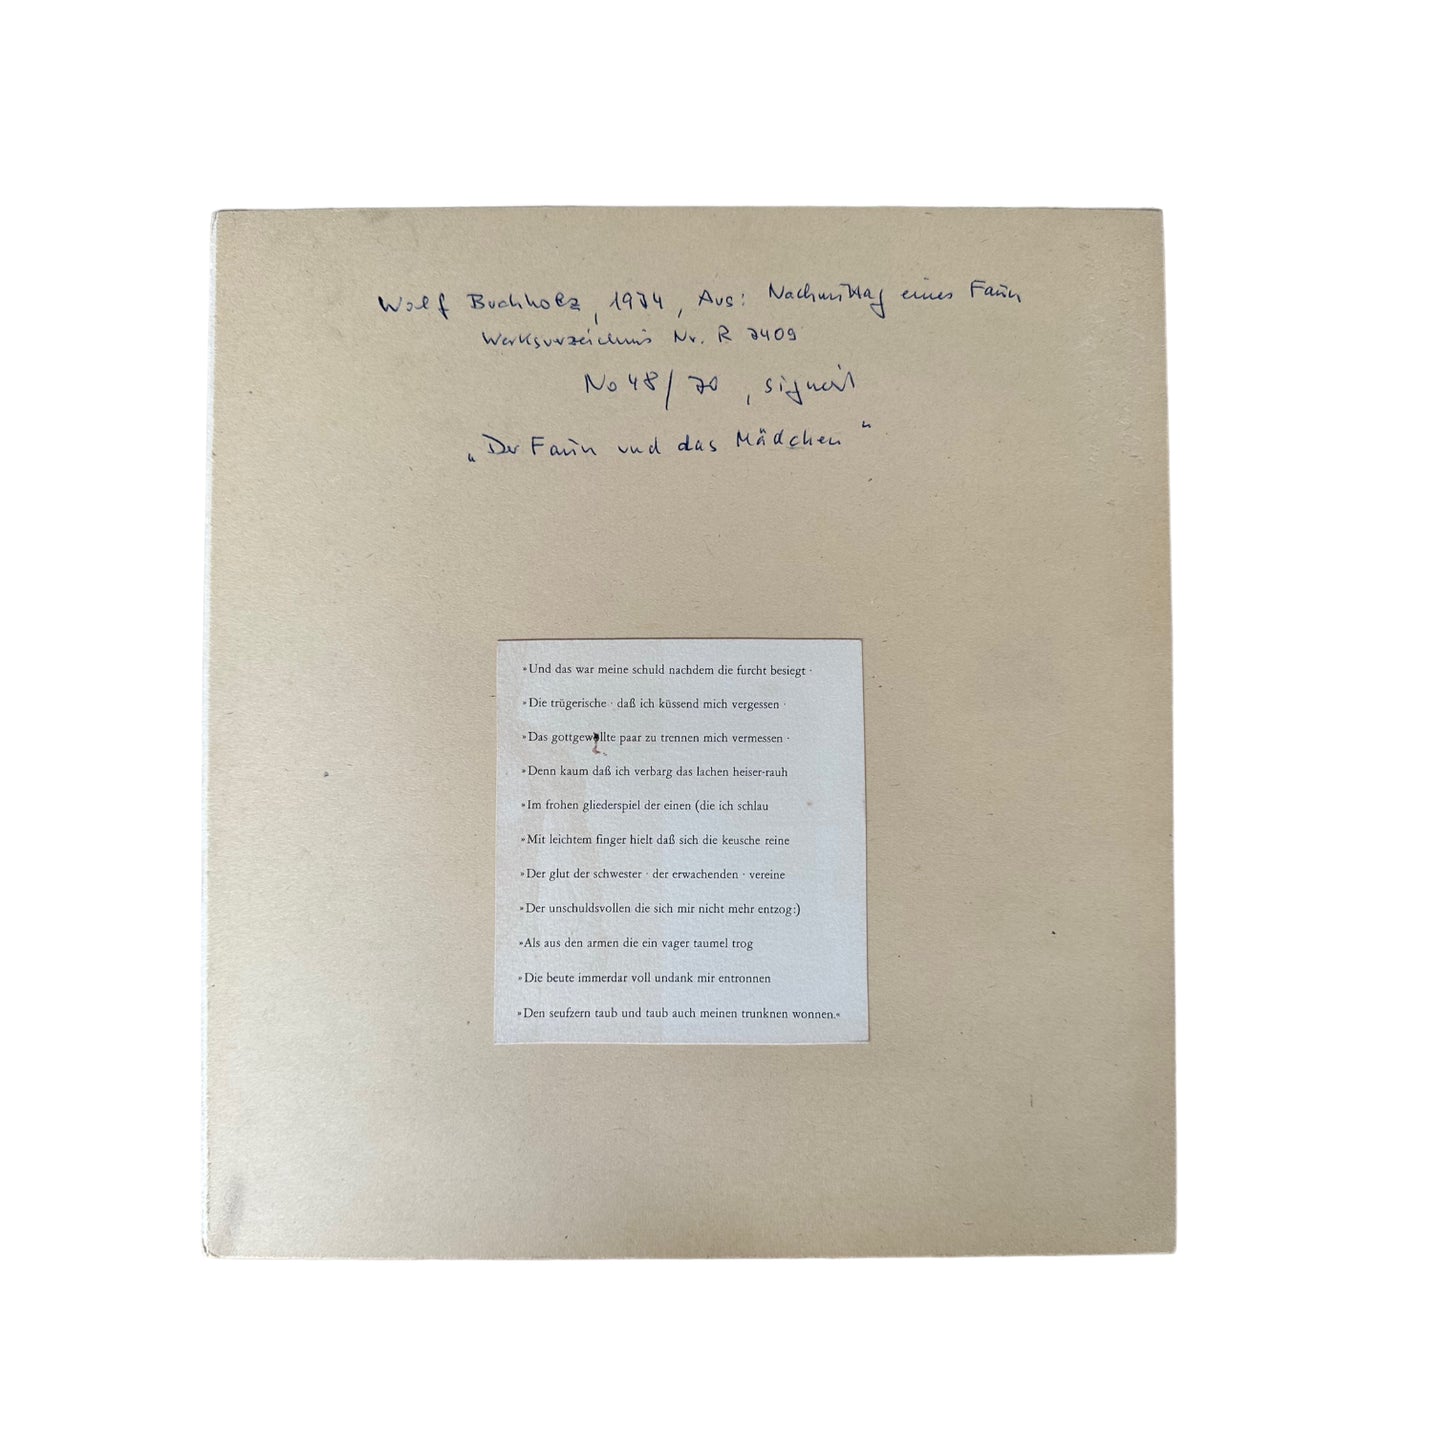 Wolf Buchholz, 1974, Aus: Nachmittag eines Faun
Werksverzeichnis Nr. R 7409
No 48/70, signiert
„Der Faun und das Mädchen“
»Und das war meine schuld nachdem die furcht besiegt ·
»Die trügerische · daß ich küssend mich vergessen ·
»Das gottgewollte paar zu trennen mich vermessen ·
»Denn kaum daß ich verbarg das lachen heiser-rauh
»Im frohen gliederspiel der einen (die ich schlau
»Mit leichtem finger hielt daß sich die keusche reine
»Der glut der schwester · der erwachenden · vereine
»Der unschuldsvollen die sich mir nicht mehr entzog:)
»Als aus den armen die ein vager taumel trog
»Die beute immerdar voll undank mir entronnen
»Den seufzern taub und taub auch meinen trunknen wonnen.«